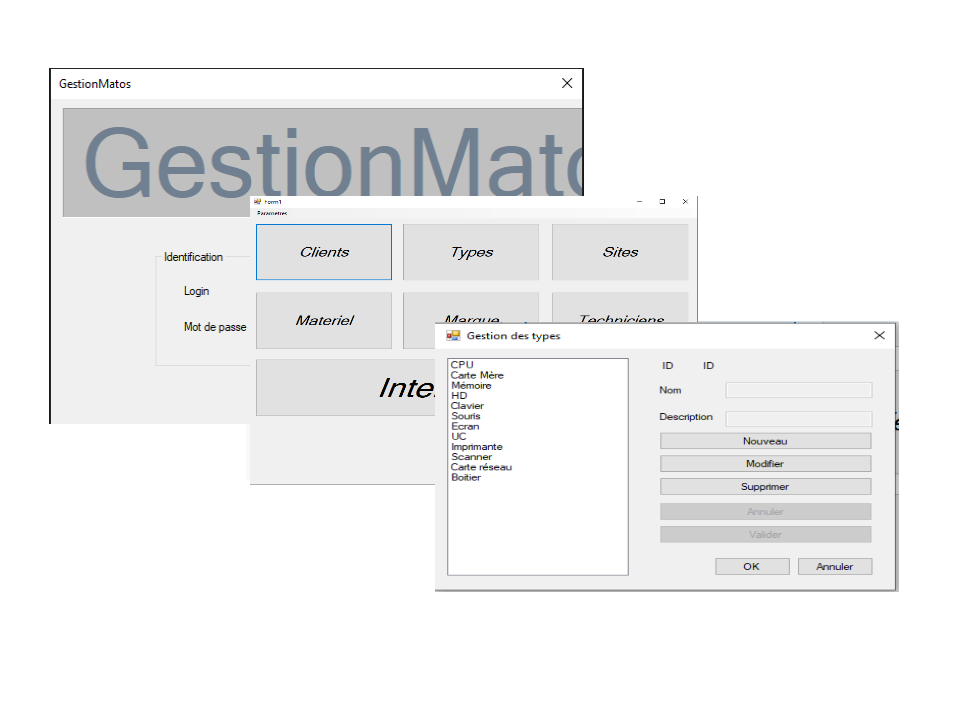 GestionMatos
GestionMato
Identification
Login
Mot de passe
Form1
Paramètres
Clients
Types
Sites
Materiel
Marque
Techniciens
Inte
Gestion des types
CPU
Carte Mère
Mémoire
HD
Clavier
Souris
Ecran
UC
Imprimante
Scanner
Carte réseau
Boitier
ID ID
Nom
Description
Nouveau
Modifier
Supprimer
Annuler
Valider
OK
Annuler